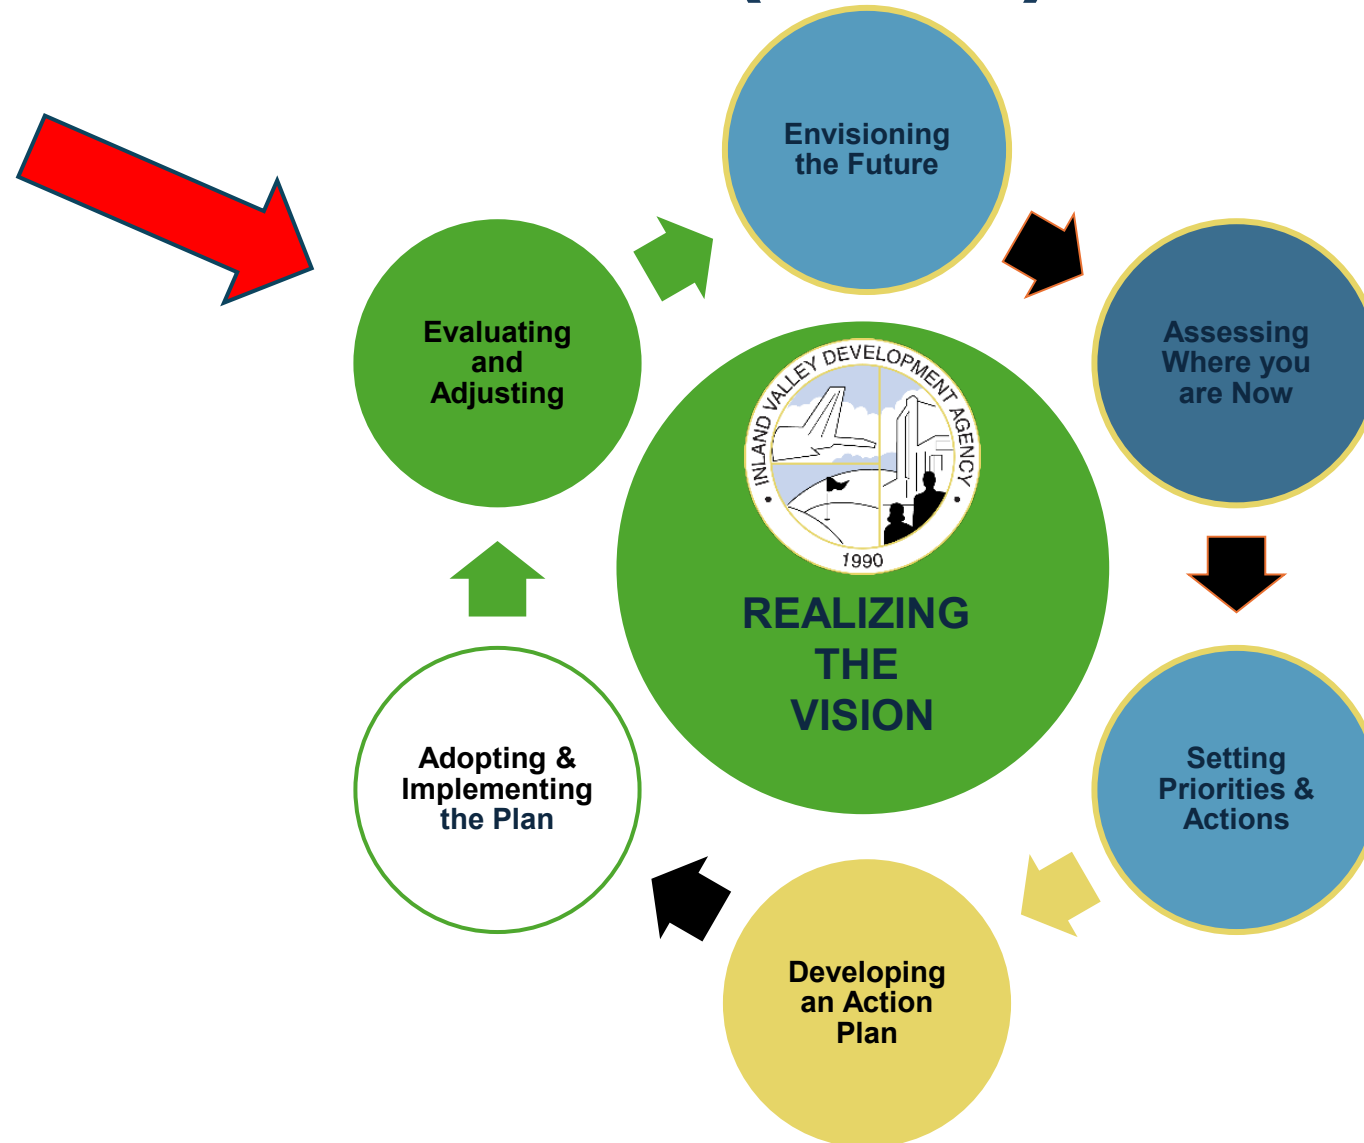 Envisioning
the Future
Evaluating
and
Adjusting
Assessing
Where you
are Now
INLAND VALLEY DEVELOPMENT AGENCY
1990
REALIZING
THE
VISION
Adopting &
Implementing
the Plan
Setting
Priorities &
Actions
Developing
an Action
Plan